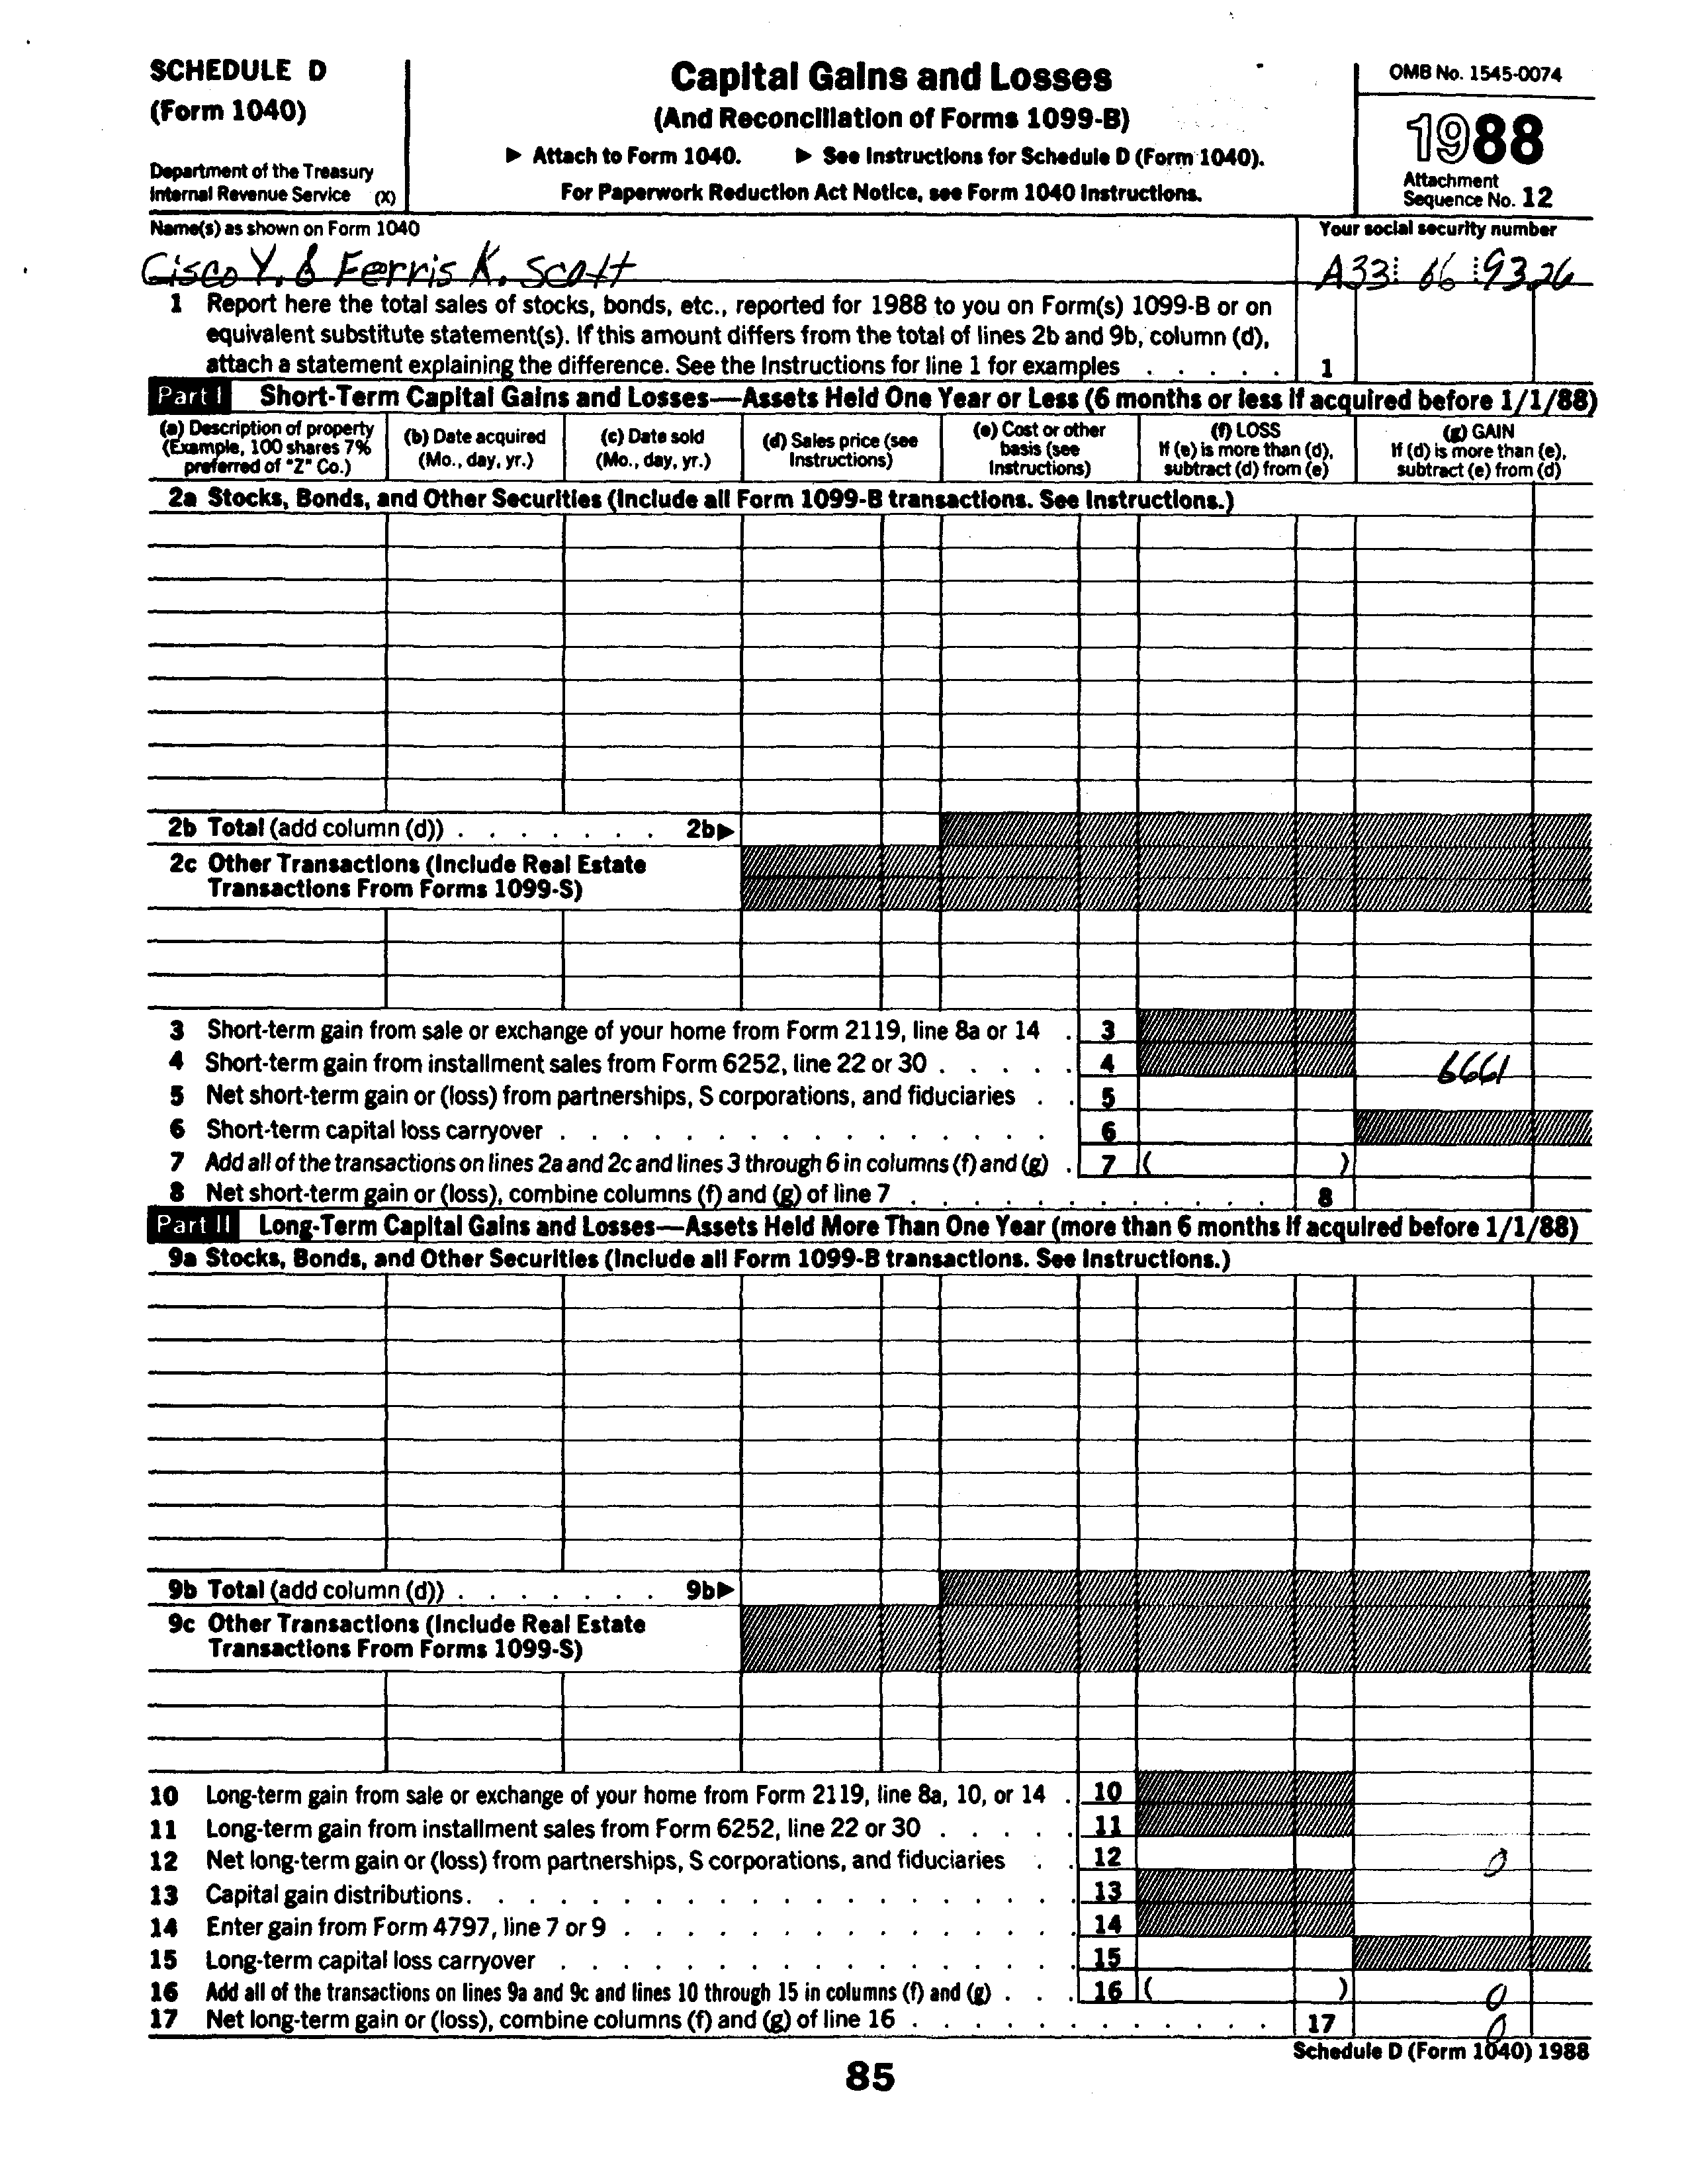 SCHEDULE D
(Form 1040)
Department of the Treasury
Internal Revenue Service (X)
Capital Gains and Losses
(And Reconciliation of Forms 1099-B)
▶ Attach to Form 1040. ▶ See Instructions for Schedule D (Form 1040).
For Paperwork Reduction Act Notice, see Form 1040 Instructions.
OMB No. 1545-0074
1988
Attachment
Sequence No. 12
Name(s) as shown on Form 1040
Cisco Y. & Ferris K. Scott
Your social security number
A33 66 9326
1 Report here the total sales of stocks, bonds, etc., reported for 1988 to you on Form(s) 1099-B or on
equivalent substitute statement(s). If this amount differs from the total of lines 2b and 9b, column (d),
attach a statement explaining the difference. See the Instructions for line 1 for examples . . . . . 1
Part I Short-Term Capital Gains and Losses—Assets Held One Year or Less (6 months or less if acquired before 1/1/88)
(a) Description of property
(Example, 100 shares 7%
preferred of "Z" Co.)
(b) Date acquired
(Mo., day, yr.)
(c) Date sold
(Mo., day, yr.)
(d) Sales price (see
Instructions)
(e) Cost or other
basis (see
Instructions)
(f) LOSS
If (e) is more than (d),
subtract (d) from (e)
(g) GAIN
If (d) is more than (e),
subtract (e) from (d)
2a Stocks, Bonds, and Other Securities (Include all Form 1099-B transactions. See Instructions.)
2b Total (add column (d)) . . . . . . . 2b▶
2c Other Transactions (Include Real Estate
Transactions From Forms 1099-S)
3 Short-term gain from sale or exchange of your home from Form 2119, line 8a or 14 . 3
4 Short-term gain from installment sales from Form 6252, line 22 or 30 . . . . . 4 6661
5 Net short-term gain or (loss) from partnerships, S corporations, and fiduciaries . . 5
6 Short-term capital loss carryover . . . . . . . . . . . . . . . . 6
7 Add all of the transactions on lines 2a and 2c and lines 3 through 6 in columns (f) and (g) . 7 ( )
8 Net short-term gain or (loss), combine columns (f) and (g) of line 7 . . . . . . . . . . . . 8
Part II Long-Term Capital Gains and Losses—Assets Held More Than One Year (more than 6 months if acquired before 1/1/88)
9a Stocks, Bonds, and Other Securities (Include all Form 1099-B transactions. See Instructions.)
9b Total (add column (d)) . . . . . . . 9b▶
9c Other Transactions (Include Real Estate
Transactions From Forms 1099-S)
10 Long-term gain from sale or exchange of your home from Form 2119, line 8a, 10, or 14 . 10
11 Long-term gain from installment sales from Form 6252, line 22 or 30 . . . . . 11
12 Net long-term gain or (loss) from partnerships, S corporations, and fiduciaries . . 12 0
13 Capital gain distributions. . . . . . . . . . . . . . . . . . . . 13
14 Enter gain from Form 4797, line 7 or 9 . . . . . . . . . . . . . . . 14
15 Long-term capital loss carryover . . . . . . . . . . . . . . . . . 15
16 Add all of the transactions on lines 9a and 9c and lines 10 through 15 in columns (f) and (g) . . . 16 ( ) 0
17 Net long-term gain or (loss), combine columns (f) and (g) of line 16 . . . . . . . . . . . . 17 0
Schedule D (Form 1040) 1988
85